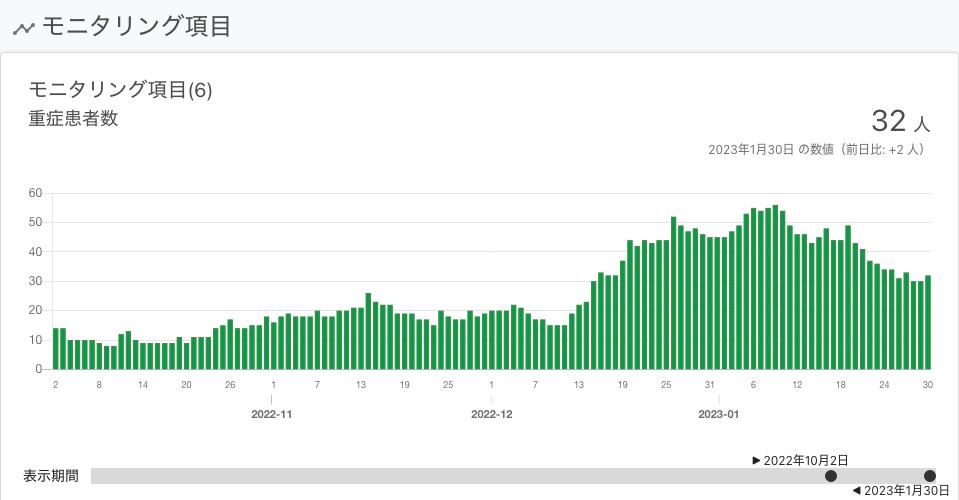 モニタリング項目
モニタリング項目(6)
重症患者数
32 人
2023年1月30日 の数値（前日比: +2 人）
60
50
40
30
20
10
0
2 8 14 20 26 1 7 13 19 25 1 7 13 19 25 31 6 12 18 24 30
2022-11 2022-12 2023-01
表示期間
▶ 2022年10月2日
◀ 2023年1月30日